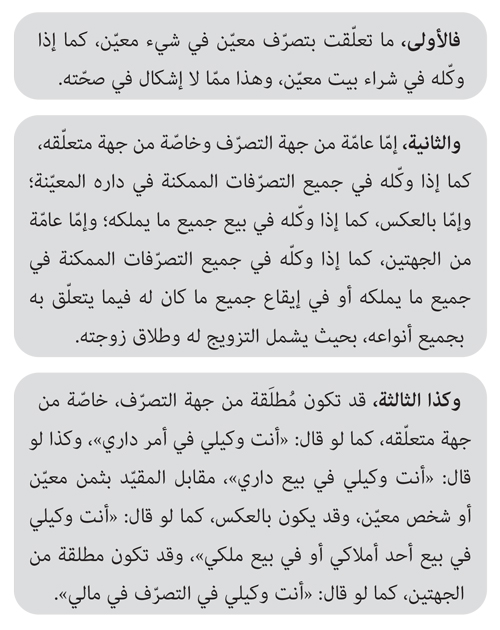 فالأولى، ما تعلّقت بتصرّف معيّن في شيء معيّن، كما إذا
وكّله في شراء بيت معيّن، وهذا ممّا لا إشكال في صحّته.
والثانية، إمّا عامّة من جهة التصرّف وخاصّة من جهة متعلّقه،
كما إذا وكّله في جميع التصرّفات الممكنة في داره المعيّنة؛
وإمّا بالعكس، كما إذا وكّله في بيع جميع ما يملكه؛ وإمّا عامّة
من الجهتين، كما إذا وكلّه في جميع التصرّفات الممكنة في
جميع ما يملكه أو في إيقاع جميع ما كان له فيما يتعلّق به
بجميع أنواعه، بحيث يشمل التزويج له وطلاق زوجته.
وكذا الثالثة، قد تكون مُطلَقة من جهة التصرّف، خاصّة من
جهة متعلّقه، كما لو قال: «أنت وكيلي في أمر داري»، وكذا لو
قال: «أنت وكيلي في بيع داري»، مقابل المقيّد بثمن معيّن
أو شخص معيّن، وقد يكون بالعكس، كما لو قال: «أنت وكيلي
في بيع أحد أملاكي أو في بيع ملكي»، وقد تكون مطلقة من
الجهتين، كما لو قال: «أنت وكيلي في التصرّف في مالي».